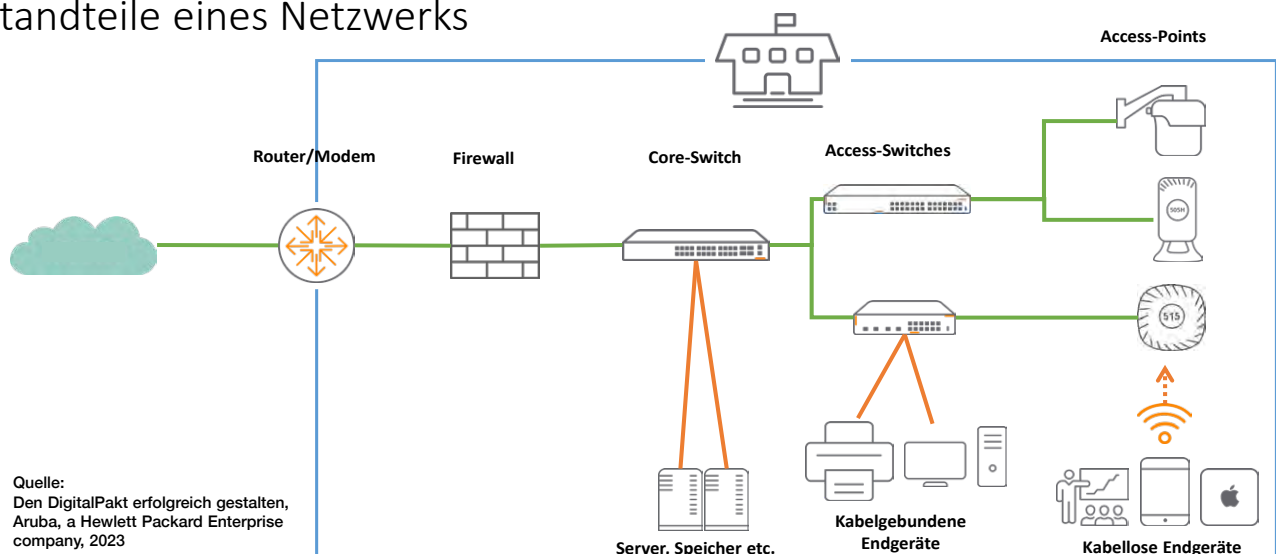 tandteile eines Netzwerks
Access-Points
Router/Modem
Firewall
Core-Switch
Access-Switches
505H
515
Quelle:
Den DigitalPakt erfolgreich gestalten,
Aruba, a Hewlett Packard Enterprise
company, 2023
Server, Speicher etc.
Kabelgebundene
Endgeräte
Kabellose Endgeräte